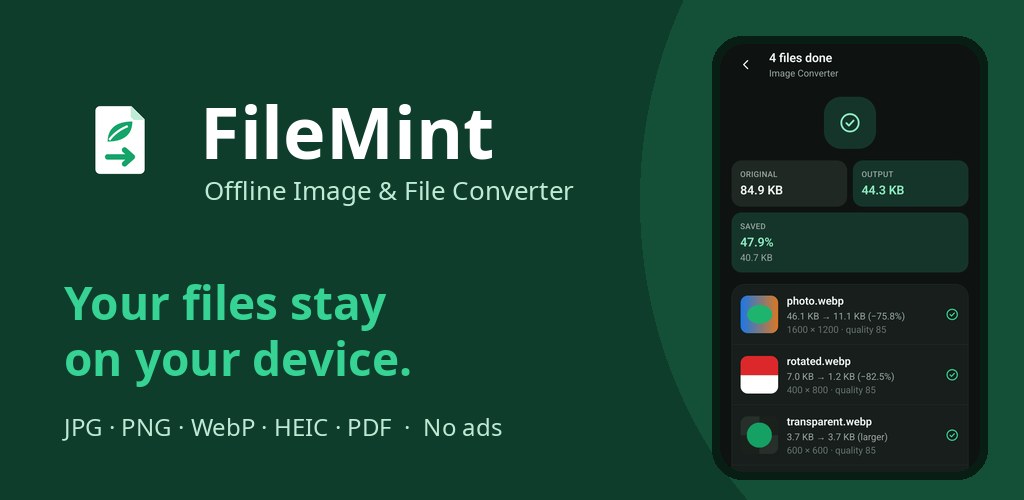 FileMint
Offline Image & File Converter
Your files stay
on your device.
JPG · PNG · WebP · HEIC · PDF · No ads
4 files done
Image Converter
ORIGINAL
84.9 KB
OUTPUT
44.3 KB
SAVED
47.9%
40.7 KB
photo.webp
46.1 KB → 11.1 KB (−75.8%)
1600 × 1200 · quality 85
rotated.webp
7.0 KB → 1.2 KB (−82.5%)
400 × 800 · quality 85
transparent.webp
3.7 KB → 3.7 KB (larger)
600 × 600 · quality 85